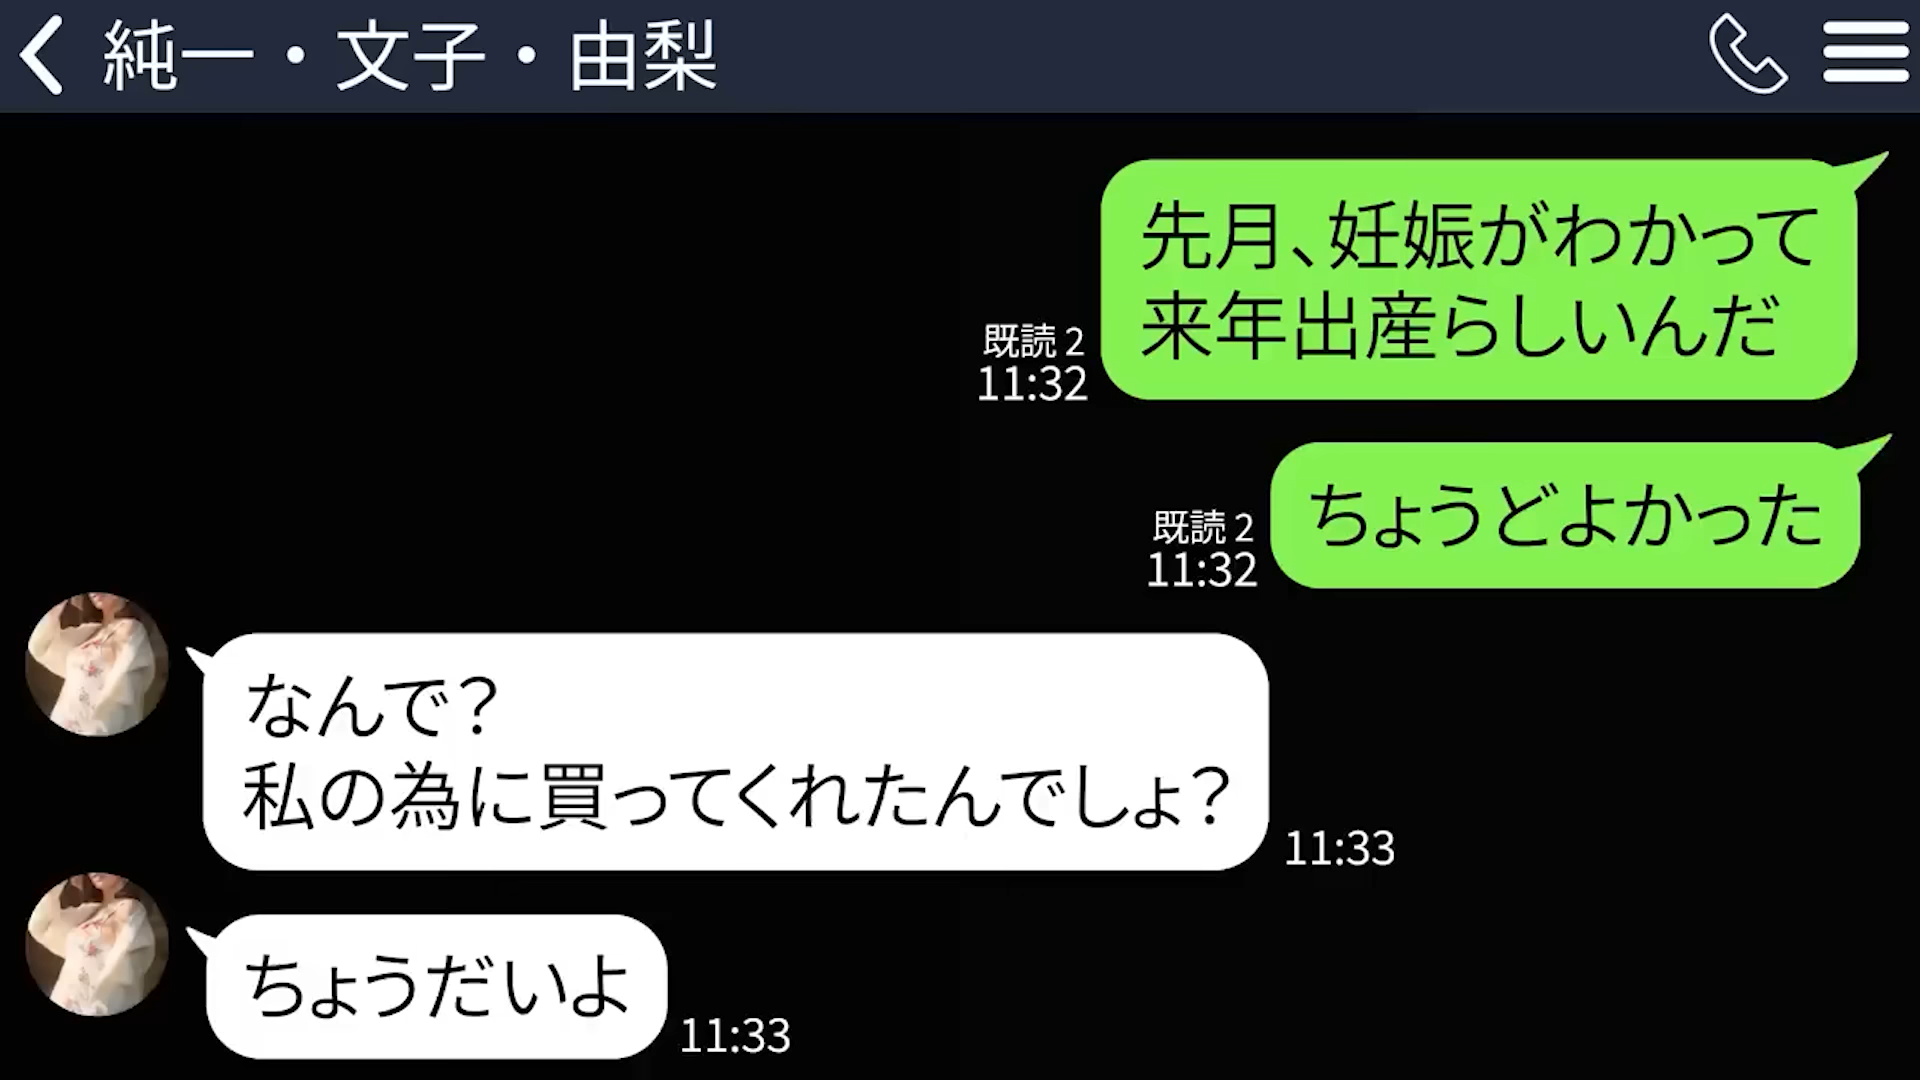 純一・文子・由梨
先月、妊娠がわかって
来年出産らしいんだ
既読 2
11:32
ちょうどよかった
既読 2
11:32
なんで？
私の為に買ってくれたんでしょ？
11:33
ちょうだいよ
11:33